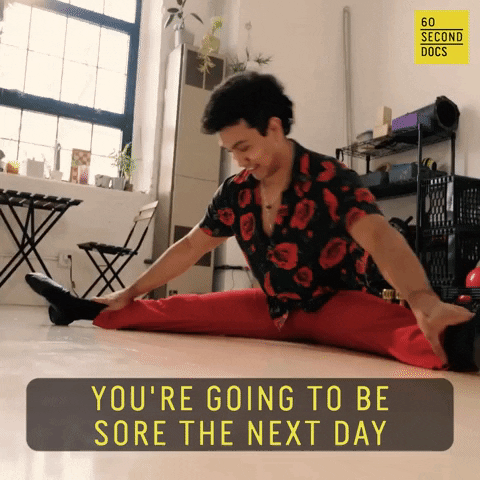 60
SECOND
DOCS
YOU'RE GOING TO BE
SORE THE NEXT DAY